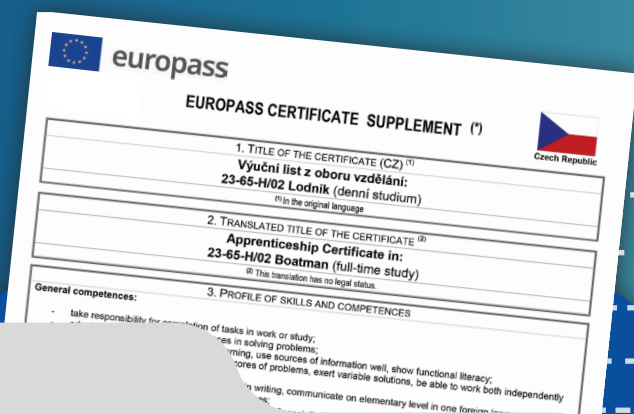 europass
EUROPASS CERTIFICATE SUPPLEMENT (*)
Czech Republic
1. TITLE OF THE CERTIFICATE (CZ) (1)
Výuční list z oboru vzdělání:
23-65-H/02 Lodník (denní studium)
(1) In the original language
2. TRANSLATED TITLE OF THE CERTIFICATE (2)
Apprenticeship Certificate in:
23-65-H/02 Boatman (full-time study)
(2) This translation has no legal status.
3. PROFILE OF SKILLS AND COMPETENCES
General competences:
- take responsibility for completion of tasks in work or study;
in solving problems;
use sources of information well, show functional literacy;
of problems, exert variable solutions, be able to work both independently
in writing, communicate on elementary level in one foreign